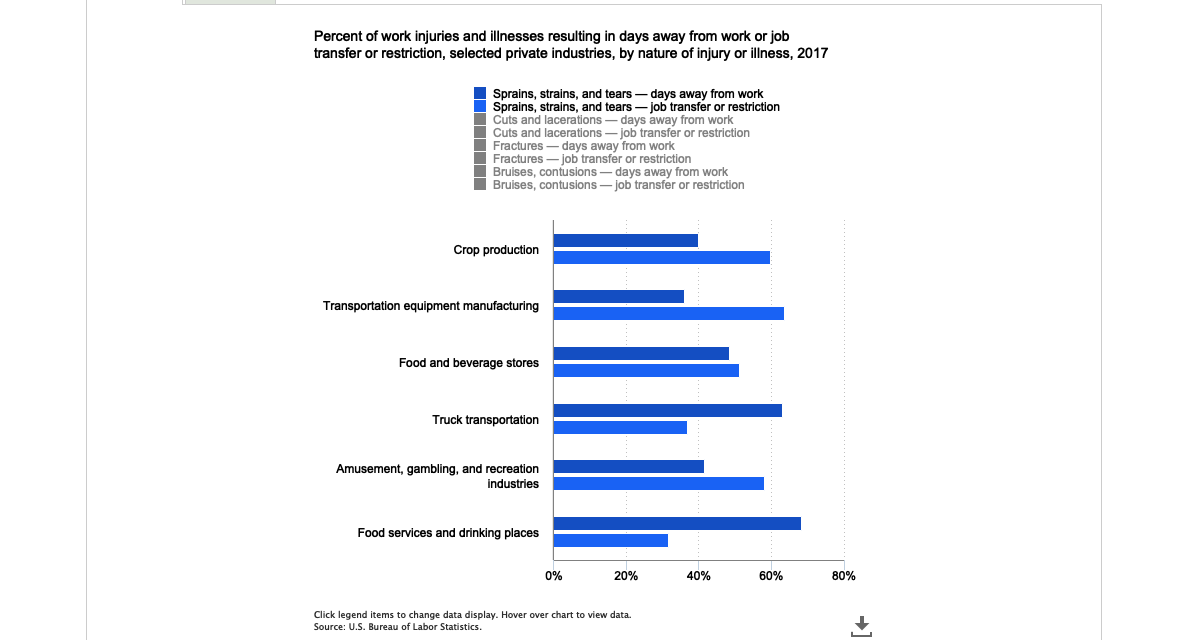 Percent of work injuries and illnesses resulting in days away from work or job
transfer or restriction, selected private industries, by nature of injury or illness, 2017
Sprains, strains, and tears — days away from work
Sprains, strains, and tears — job transfer or restriction
Cuts and lacerations — days away from work
Cuts and lacerations — job transfer or restriction
Fractures — days away from work
Fractures — job transfer or restriction
Bruises, contusions — days away from work
Bruises, contusions — job transfer or restriction
Crop production
Transportation equipment manufacturing
Food and beverage stores
Truck transportation
Amusement, gambling, and recreation
industries
Food services and drinking places
0% 20% 40% 60% 80%
Click legend items to change data display. Hover over chart to view data.
Source: U.S. Bureau of Labor Statistics.